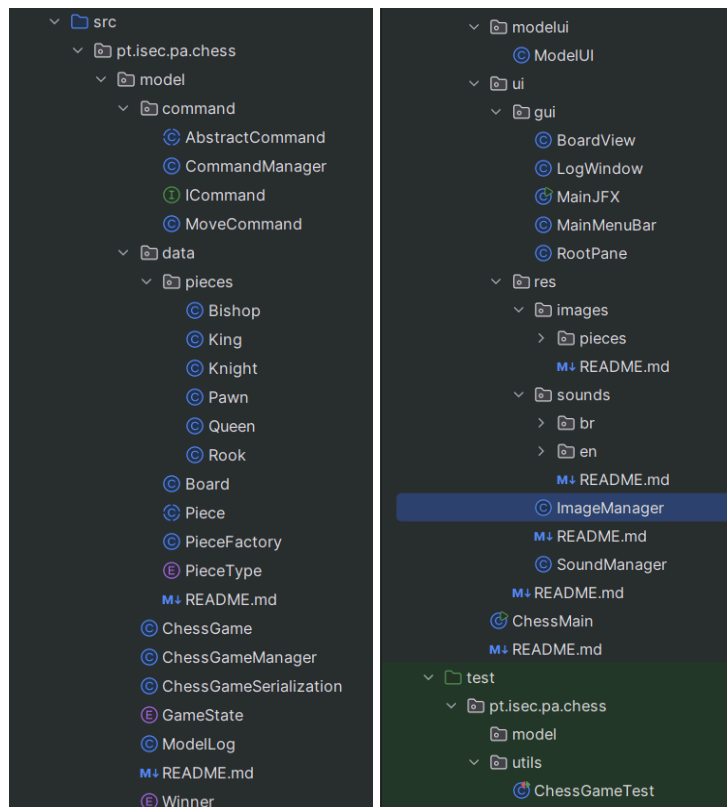 src
pt.isec.pa.chess
model
command
AbstractCommand
CommandManager
ICommand
MoveCommand
data
pieces
Bishop
King
Knight
Pawn
Queen
Rook
Board
Piece
PieceFactory
PieceType
README.md
ChessGame
ChessGameManager
ChessGameSerialization
GameState
ModelLog
README.md
Winner
modelui
ModelUI
ui
gui
BoardView
LogWindow
MainJFX
MainMenuBar
RootPane
res
images
pieces
README.md
sounds
br
en
README.md
ImageManager
README.md
SoundManager
README.md
ChessMain
README.md
test
pt.isec.pa.chess
model
utils
ChessGameTest